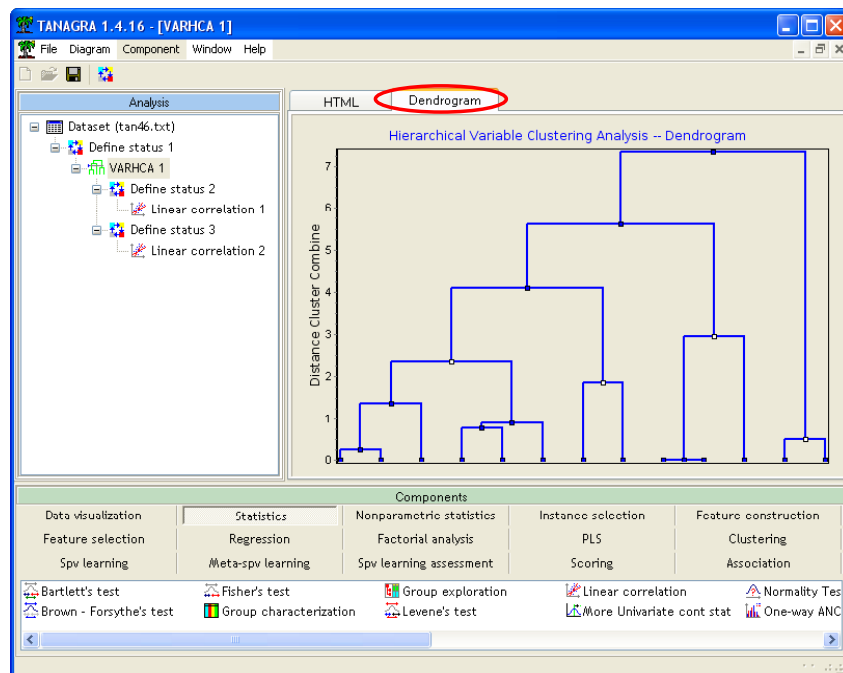 TANAGRA 1.4.16 - [VARHCA 1]
File Diagram Component Window Help
Analysis
Dataset (tan46.txt)
Define status 1
VARHCA 1
Define status 2
Linear correlation 1
Define status 3
Linear correlation 2
HTML Dendrogram
Hierarchical Variable Clustering Analysis -- Dendrogram
Distance Cluster Combine
7
6
5
4
3
2
1
0
Components
Data visualization Statistics Nonparametric statistics Instance selection Feature construction
Feature selection Regression Factorial analysis PLS Clustering
Spv learning Meta-spv learning Spv learning assessment Scoring Association
Bartlett's test Fisher's test Group exploration Linear correlation Normality Tes
Brown - Forsythe's test Group characterization Levene's test More Univariate cont stat One-way ANC